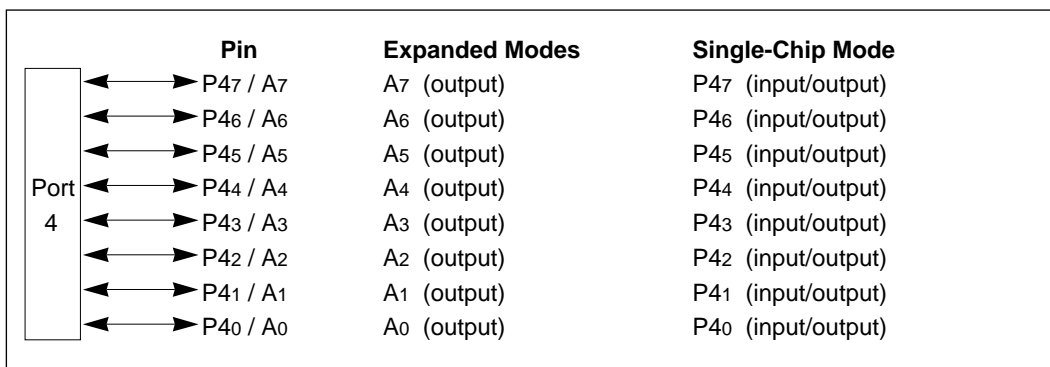 Pin Expanded Modes Single-Chip Mode
P47 / A7 A7 (output) P47 (input/output)
P46 / A6 A6 (output) P46 (input/output)
P45 / A5 A5 (output) P45 (input/output)
Port P44 / A4 A4 (output) P44 (input/output)
4 P43 / A3 A3 (output) P43 (input/output)
P42 / A2 A2 (output) P42 (input/output)
P41 / A1 A1 (output) P41 (input/output)
P40 / A0 A0 (output) P40 (input/output)